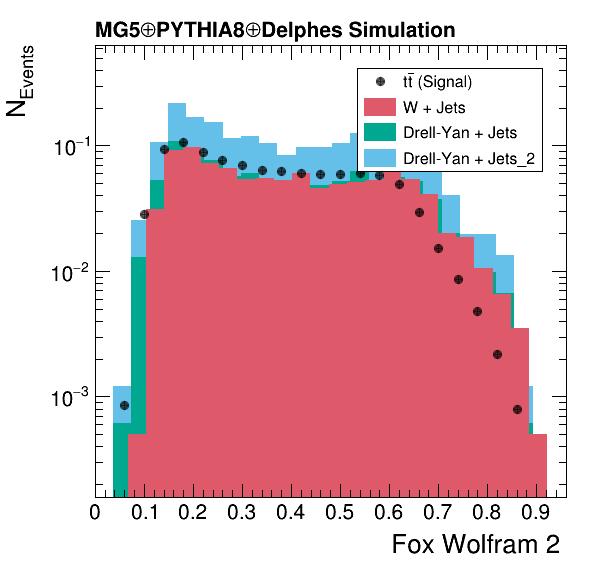 MG5⊕PYTHIA8⊕Delphes Simulation
N_Events
tt̄ (Signal)
W + Jets
Drell-Yan + Jets
Drell-Yan + Jets_2
10⁻¹
10⁻²
10⁻³
0 0.1 0.2 0.3 0.4 0.5 0.6 0.7 0.8 0.9
Fox Wolfram 2